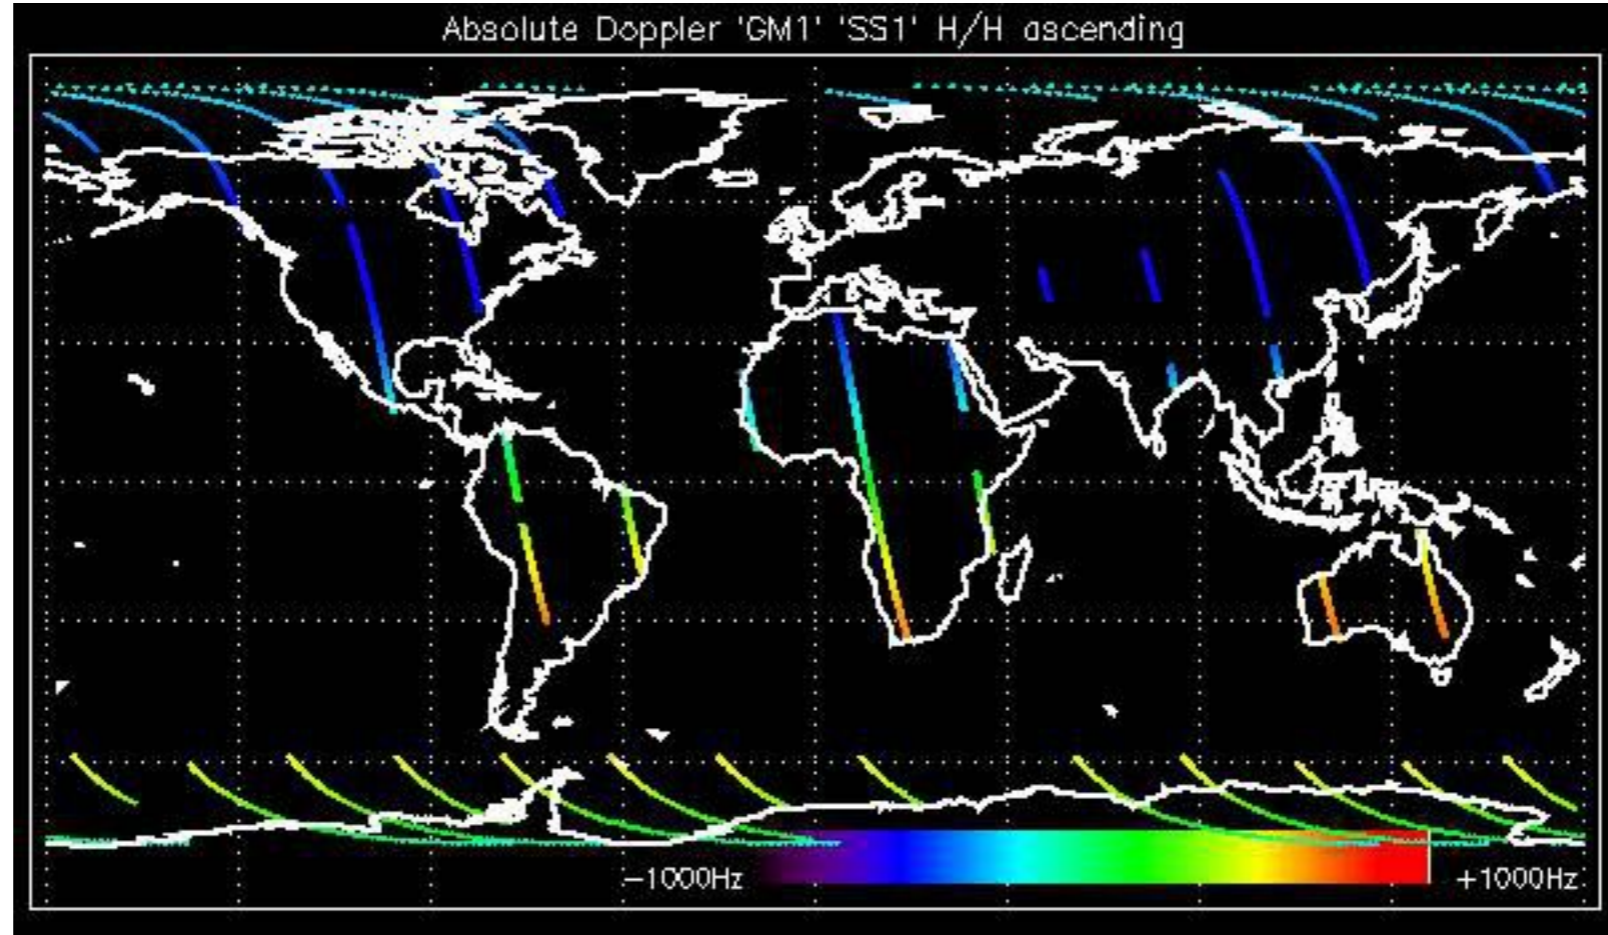 Absolute Doppler 'GM1' 'SS1' H/H ascending
−1000Hz
+1000Hz